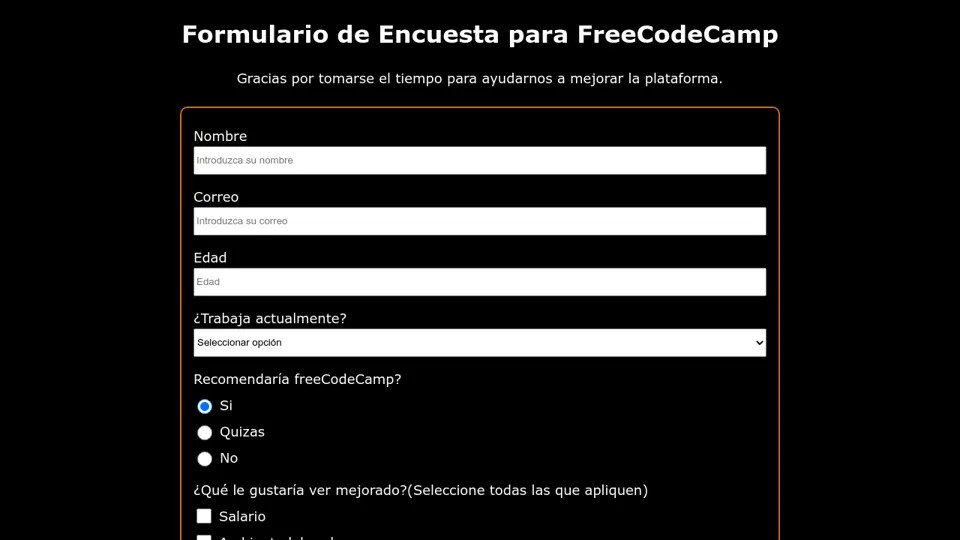 Formulario de Encuesta para FreeCodeCamp
Gracias por tomarse el tiempo para ayudarnos a mejorar la plataforma.
Nombre
Introduzca su nombre
Correo
Introduzca su correo
Edad
Edad
¿Trabaja actualmente?
Seleccionar opción
Recomendaría freeCodeCamp?
Si
Quizas
No
¿Qué le gustaría ver mejorado?(Seleccione todas las que apliquen)
Salario